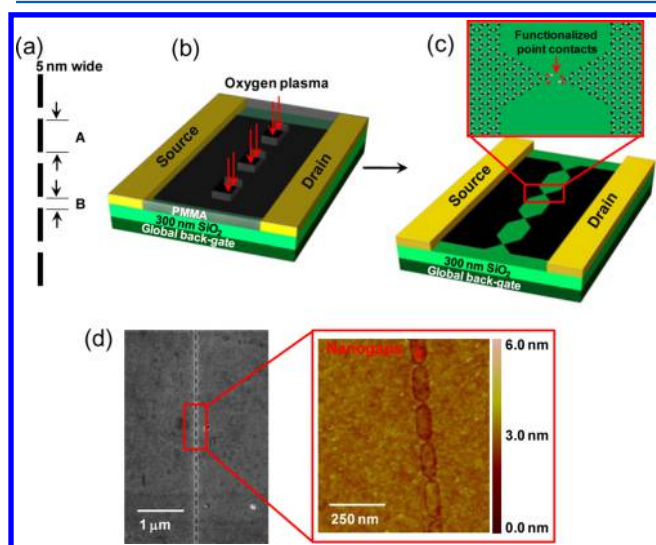 (a)
5 nm wide
A
B
(b)
Oxygen plasma
Source
Drain
PMMA
300 nm SiO₂
Global back-gate
(c)
Functionalized
point contacts
Source
Drain
300 nm SiO₂
Global back-gate
(d)
1 μm
Nanogaps
250 nm
6.0 nm
3.0 nm
0.0 nm